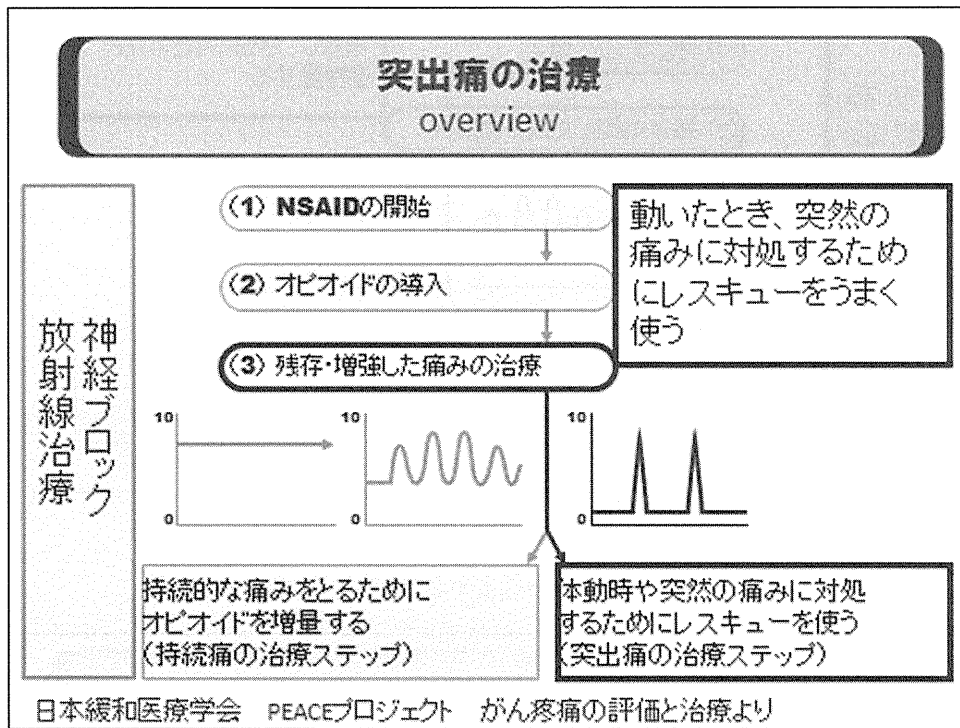 突出痛の治療
overview
(1) NSAIDの開始
(2) オピオイドの導入
(3) 残存・増強した痛みの治療
動いたとき、突然の
痛みに対処するため
にレスキューをうまく
使う
神経ブロック
放射線治療
10
0
10
0
10
0
持続的な痛みをとるために
オピオイドを増量する
(持続痛の治療ステップ)
本動時や突然の痛みに対処
するためにレスキューを使う
(突出痛の治療ステップ)
日本緩和医療学会 PEACEプロジェクト がん疼痛の評価と治療より